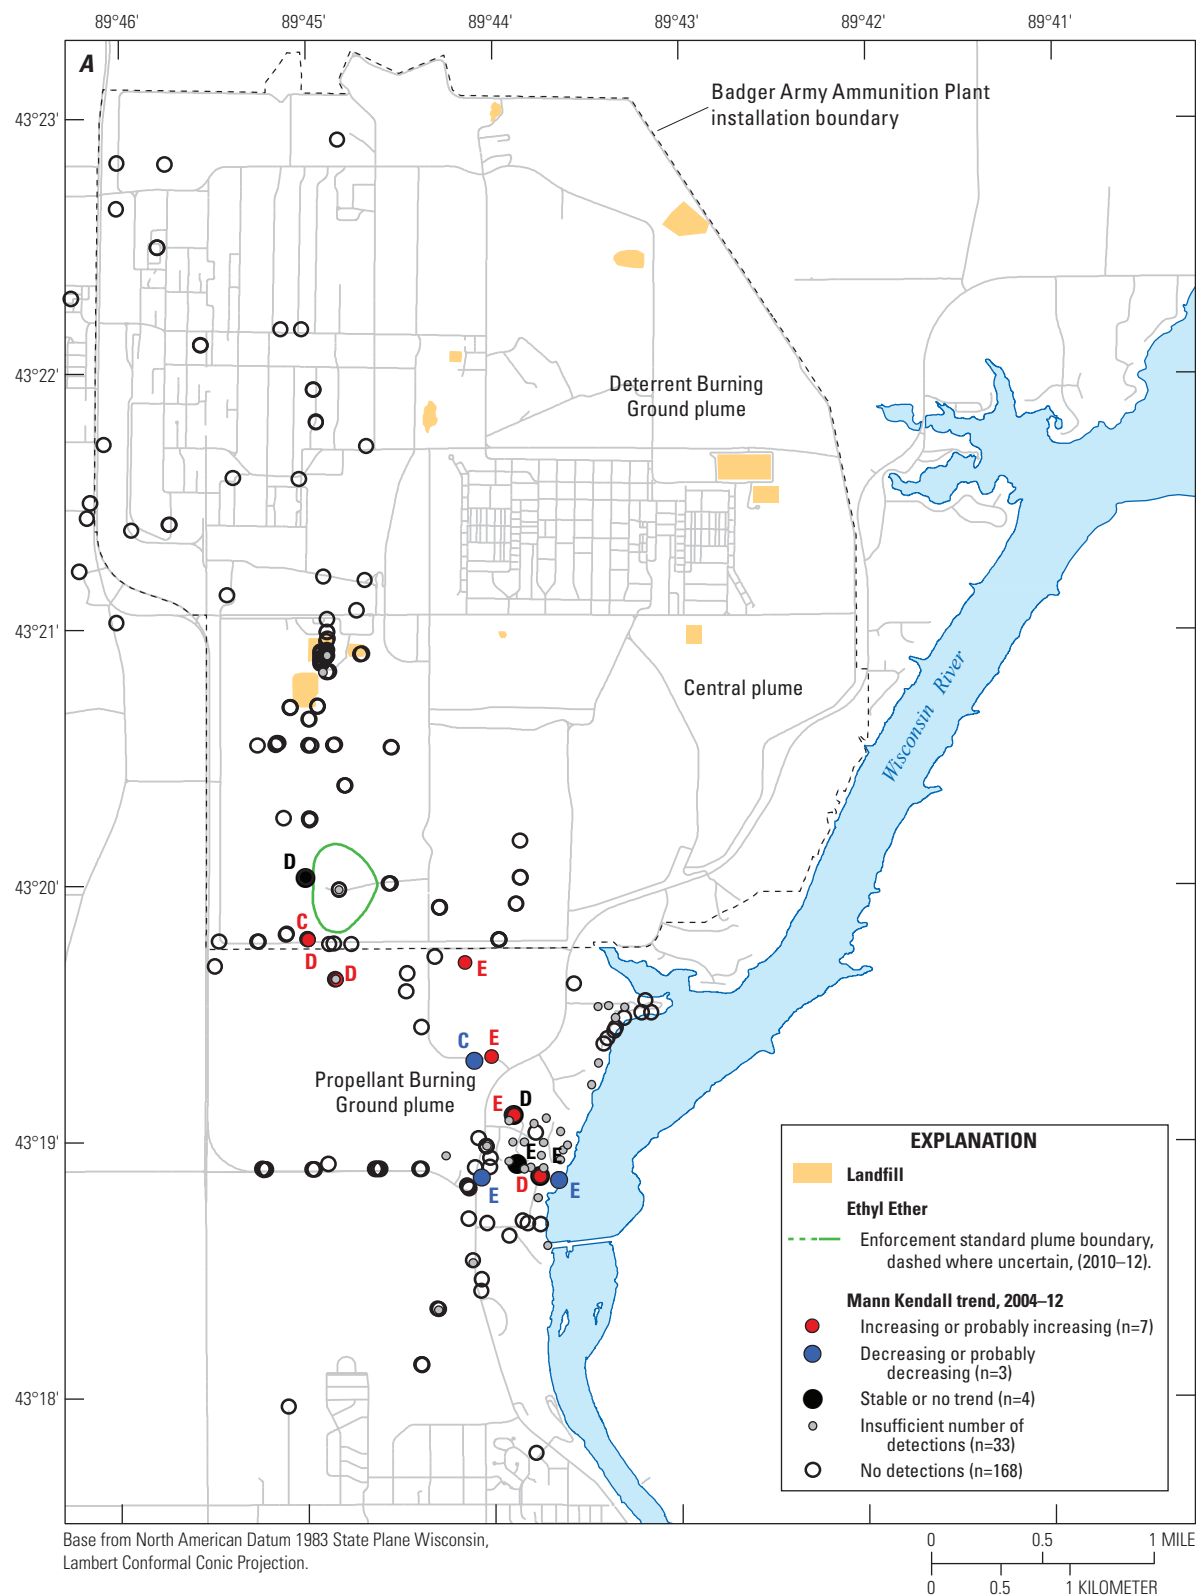 89°46'
89°45'
89°44'
89°43'
89°42'
89°41'
A
Badger Army Ammunition Plant
installation boundary
43°23'
43°22'
Deterrent Burning
Ground plume
43°21'
Central plume
Wisconsin River
D
43°20'
C
D
D
E
C
E
Propellant Burning
Ground plume
E
D
43°19'
E
E
D
E
E
43°18'
EXPLANATION
Landfill
Ethyl Ether
Enforcement standard plume boundary,
dashed where uncertain, (2010–12).
Mann Kendall trend, 2004–12
Increasing or probably increasing (n=7)
Decreasing or probably
decreasing (n=3)
Stable or no trend (n=4)
Insufficient number of
detections (n=33)
No detections (n=168)
Base from North American Datum 1983 State Plane Wisconsin,
Lambert Conformal Conic Projection.
0 0.5 1 MILE
0 0.5 1 KILOMETER